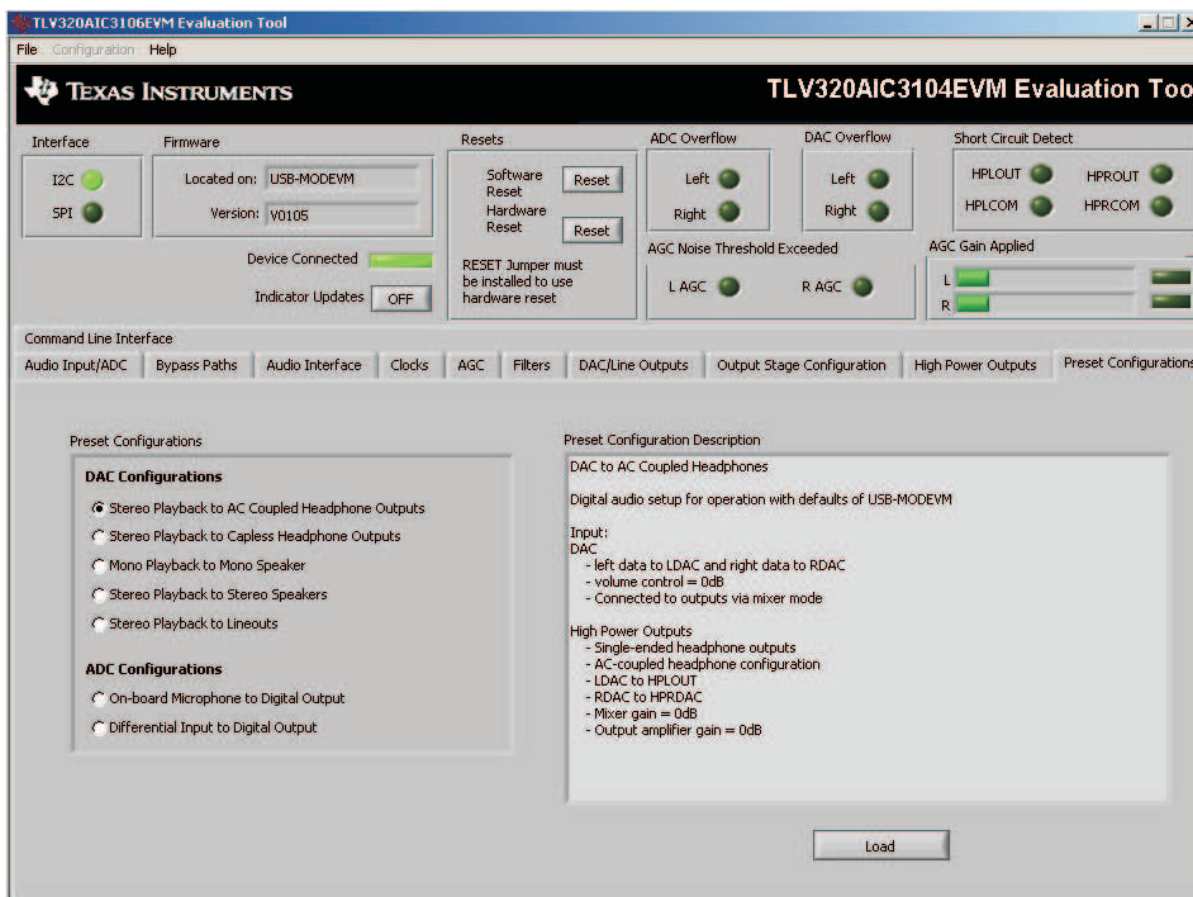 TLV320AIC3106EVM Evaluation Tool
File Configuration Help
TEXAS INSTRUMENTS
TLV320AIC3104EVM Evaluation Too
Interface
I2C
SPI
Firmware
Located on: USB-MODEVM
Version: V0105
Device Connected
Indicator Updates OFF
Resets
Software
Reset
Reset
Hardware
Reset
Reset
RESET Jumper must
be installed to use
hardware reset
ADC Overflow
Left
Right
DAC Overflow
Left
Right
Short Circuit Detect
HPLOUT HPROUT
HPLCOM HPRCOM
AGC Noise Threshold Exceeded
L AGC R AGC
AGC Gain Applied
L
R
Command Line Interface
Audio Input/ADC Bypass Paths Audio Interface Clocks AGC Filters DAC/Line Outputs Output Stage Configuration High Power Outputs Preset Configurations
Preset Configurations
DAC Configurations
Stereo Playback to AC Coupled Headphone Outputs
Stereo Playback to Capless Headphone Outputs
Mono Playback to Mono Speaker
Stereo Playback to Stereo Speakers
Stereo Playback to Lineouts
ADC Configurations
On-board Microphone to Digital Output
Differential Input to Digital Output
Preset Configuration Description
DAC to AC Coupled Headphones
Digital audio setup for operation with defaults of USB-MODEVM
Input:
DAC
- left data to LDAC and right data to RDAC
- volume control = 0dB
- Connected to outputs via mixer mode
High Power Outputs
- Single-ended headphone outputs
- AC-coupled headphone configuration
- LDAC to HPLOUT
- RDAC to HPRDAC
- Mixer gain = 0dB
- Output amplifier gain = 0dB
Load